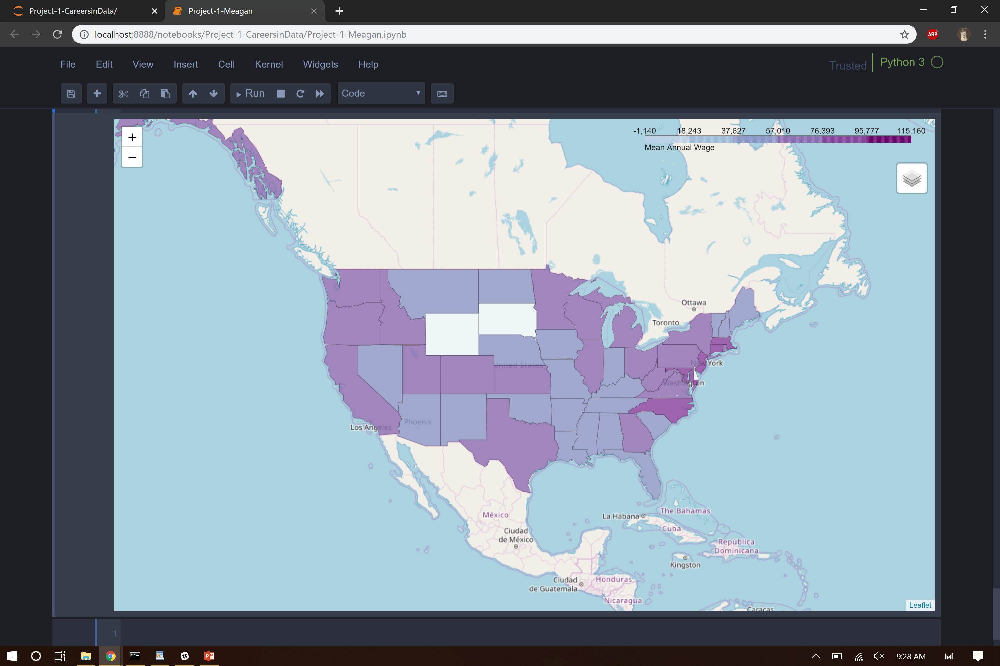 Project-1-CareersinData/
Project-1-Meagan
localhost:8888/notebooks/Project-1-CareersinData/Project-1-Meagan.ipynb
ABP
File Edit View Insert Cell Kernel Widgets Help
Trusted
Python 3
Run
Code
+
−
-1,140 18,243 37,627 57,010 76,393 95,777 115,160
Mean Annual Wage
Ottawa
Toronto
United States
New York
Washington
Los Angeles
Phoenix
México
La Habana
The Bahamas
Ciudad
de México
Cuba
República
Dominicana
Kingston
Ciudad
de Guatemala
Honduras
Nicaragua
Caracas
Leaflet
1
9:28 AM